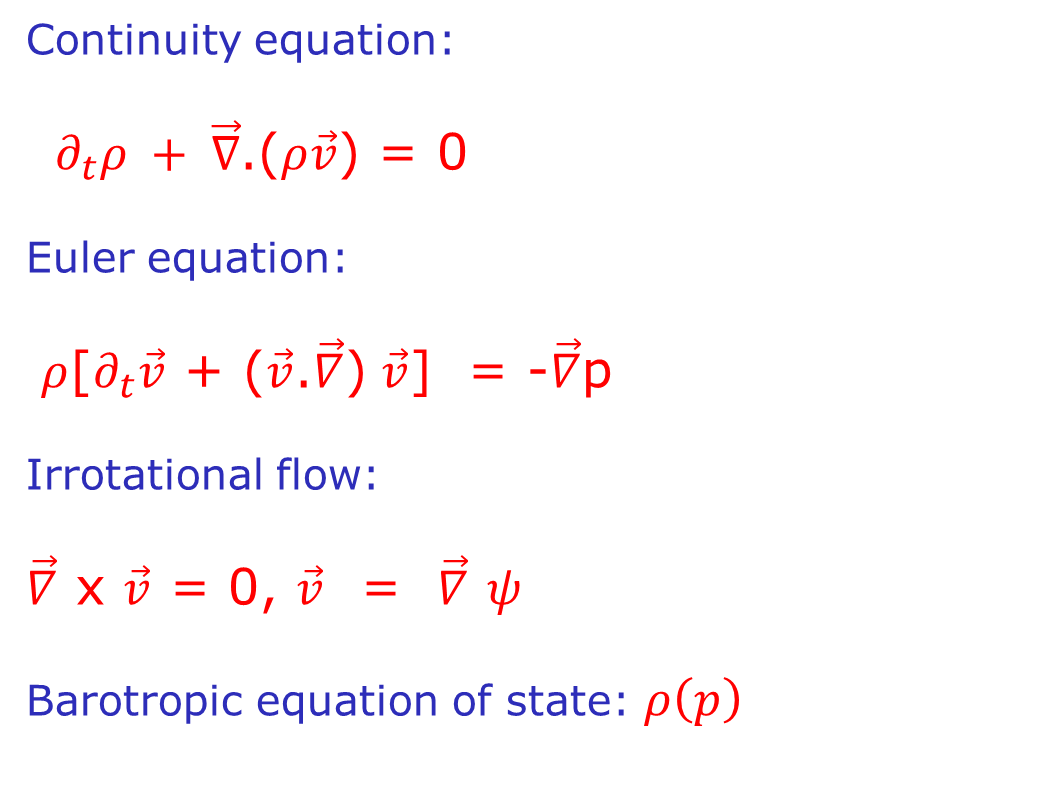 Continuity equation:
∂ₜρ + ∇⃗.(ρv⃗) = 0
Euler equation:
ρ[∂ₜv⃗ + (v⃗.∇⃗) v⃗] = -∇⃗p
Irrotational flow:
∇⃗ x v⃗ = 0, v⃗ = ∇⃗ ψ
Barotropic equation of state: ρ(p)